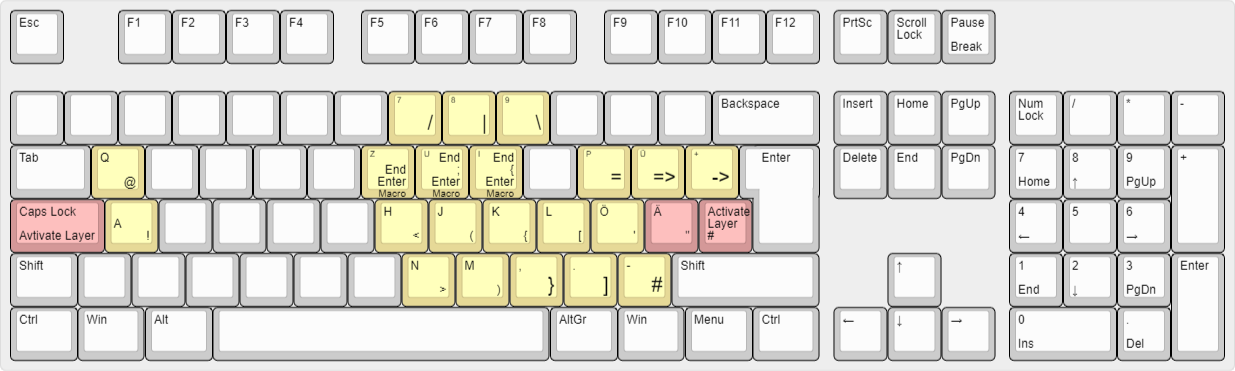 Esc F1 F2 F3 F4 F5 F6 F7 F8 F9 F10 F11 F12 PrtSc Scroll Pause
Lock Break
7 8 9 Backspace Insert Home PgUp Num / * -
/ | \ Lock
Tab Q Z U I P Ü + Enter Delete End PgDn 7 8 9 +
End End End
; {
@ Enter Enter Enter = => -> Home ↑ PgUp
Macro Macro Macro
Caps Lock A H J K L Ö Ä Activate 4 5 6
Layer
Avtivate Layer ! < ( { [ ' " # ← →
Shift N M , . - Shift ↑ 1 2 3 Enter
> ) } ] # End ↓ PgDn
Ctrl Win Alt AltGr Win Menu Ctrl ← ↓ → 0 .
Ins Del